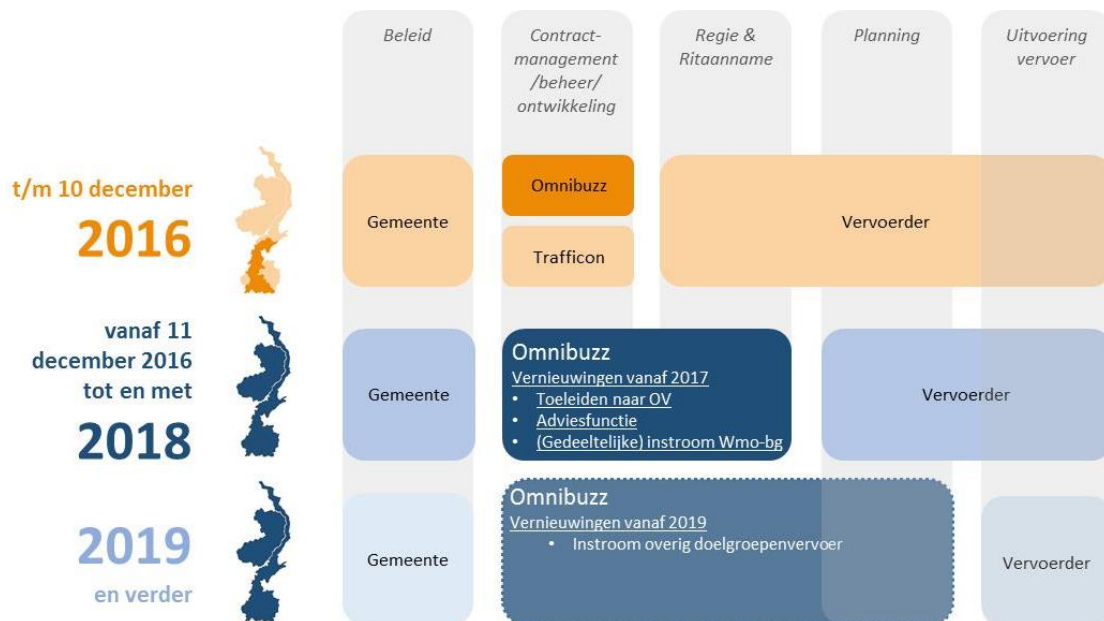 Beleid
Contract-
management
/beheer/
ontwikkeling
Regie &
Ritaanname
Planning
Uitvoering
vervoer
t/m 10 december
2016
Gemeente
Omnibuzz
Trafficon
Vervoerder
vanaf 11
december 2016
tot en met
2018
Gemeente
Omnibuzz
Vernieuwingen vanaf 2017
• Toeleiden naar OV
• Adviesfunctie
• (Gedeeltelijke) instroom Wmo-bg
Vervoerder
2019
en verder
Gemeente
Omnibuzz
Vernieuwingen vanaf 2019
• Instroom overig doelgroepenvervoer
Vervoerder